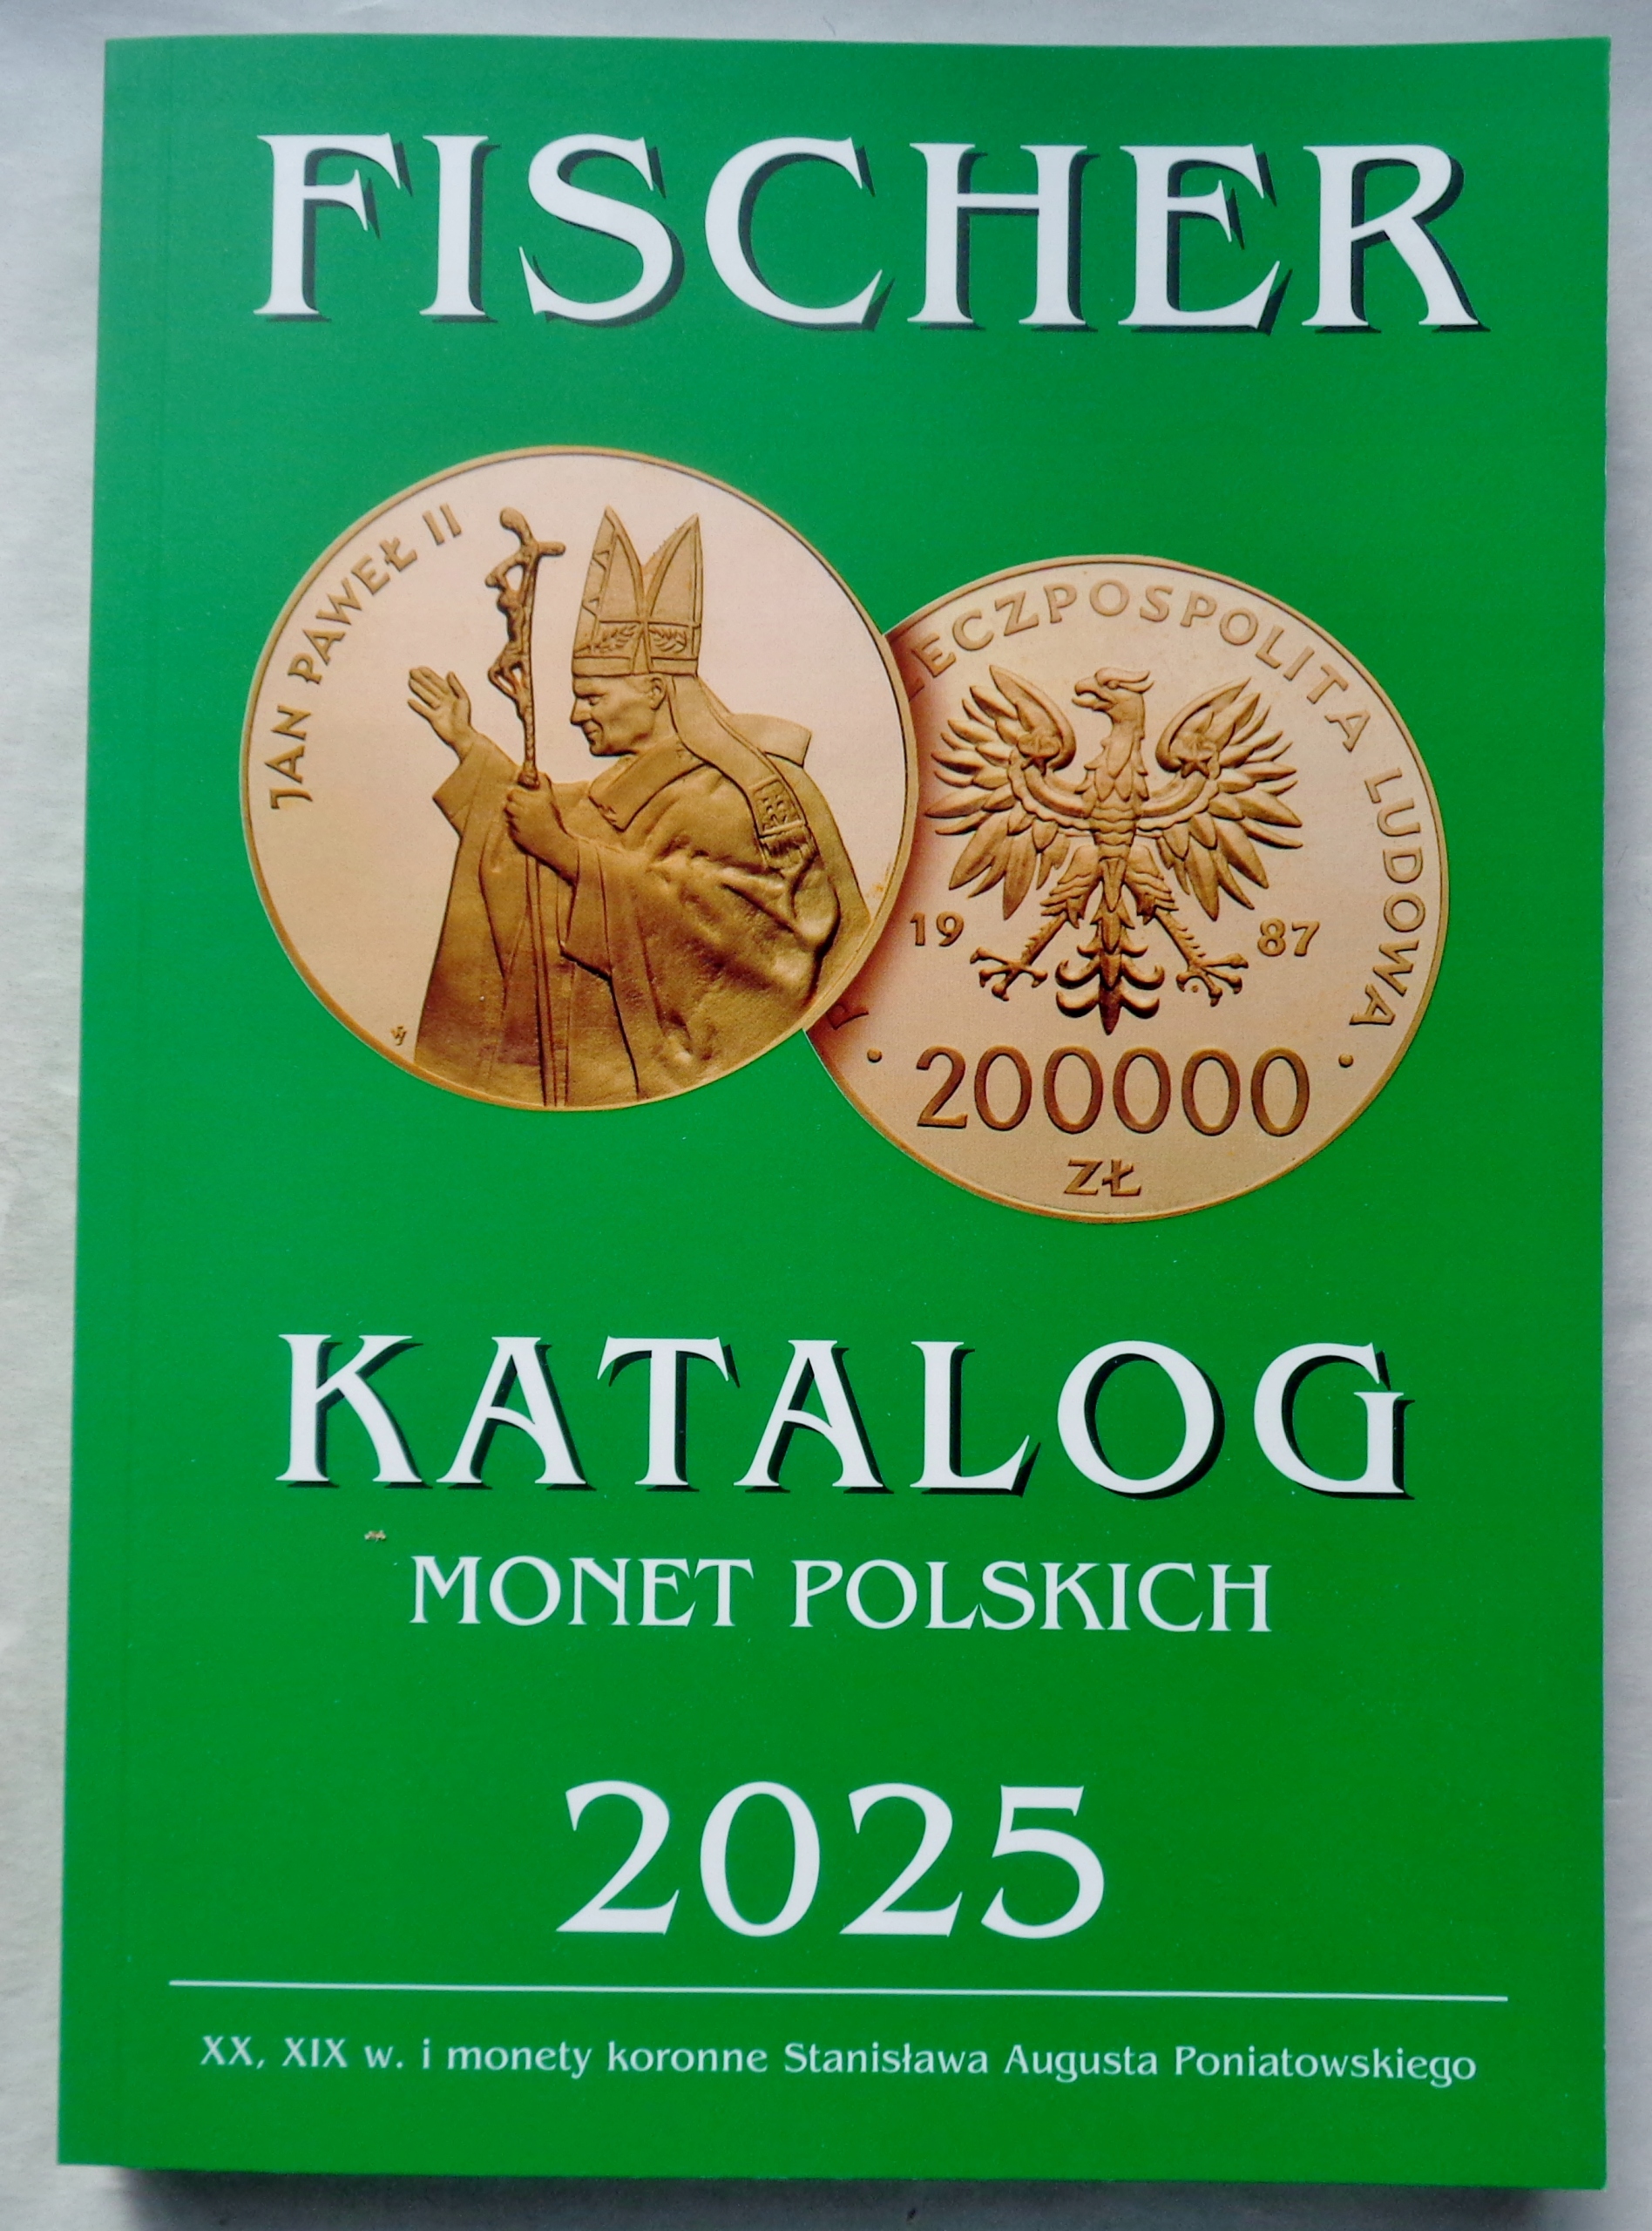 FISCHER
JAN PAWEŁ II
RZECZPOSPOLITA LUDOWA
19 87
200000
ZŁ
KATALOG
MONET POLSKICH
2025
XX, XIX w. i monety koronne Stanisława Augusta Poniatowskiego